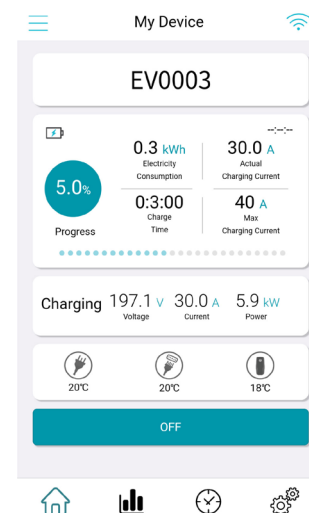 My Device
EV0003
--:--:--
5.0%
Progress
0.3 kWh
Electricity
Consumption
30.0 A
Actual
Charging Current
0:3:00
Charge
Time
40 A
Max
Charging Current
Charging
197.1 V
Voltage
30.0 A
Current
5.9 kW
Power
20℃
20℃
18℃
OFF